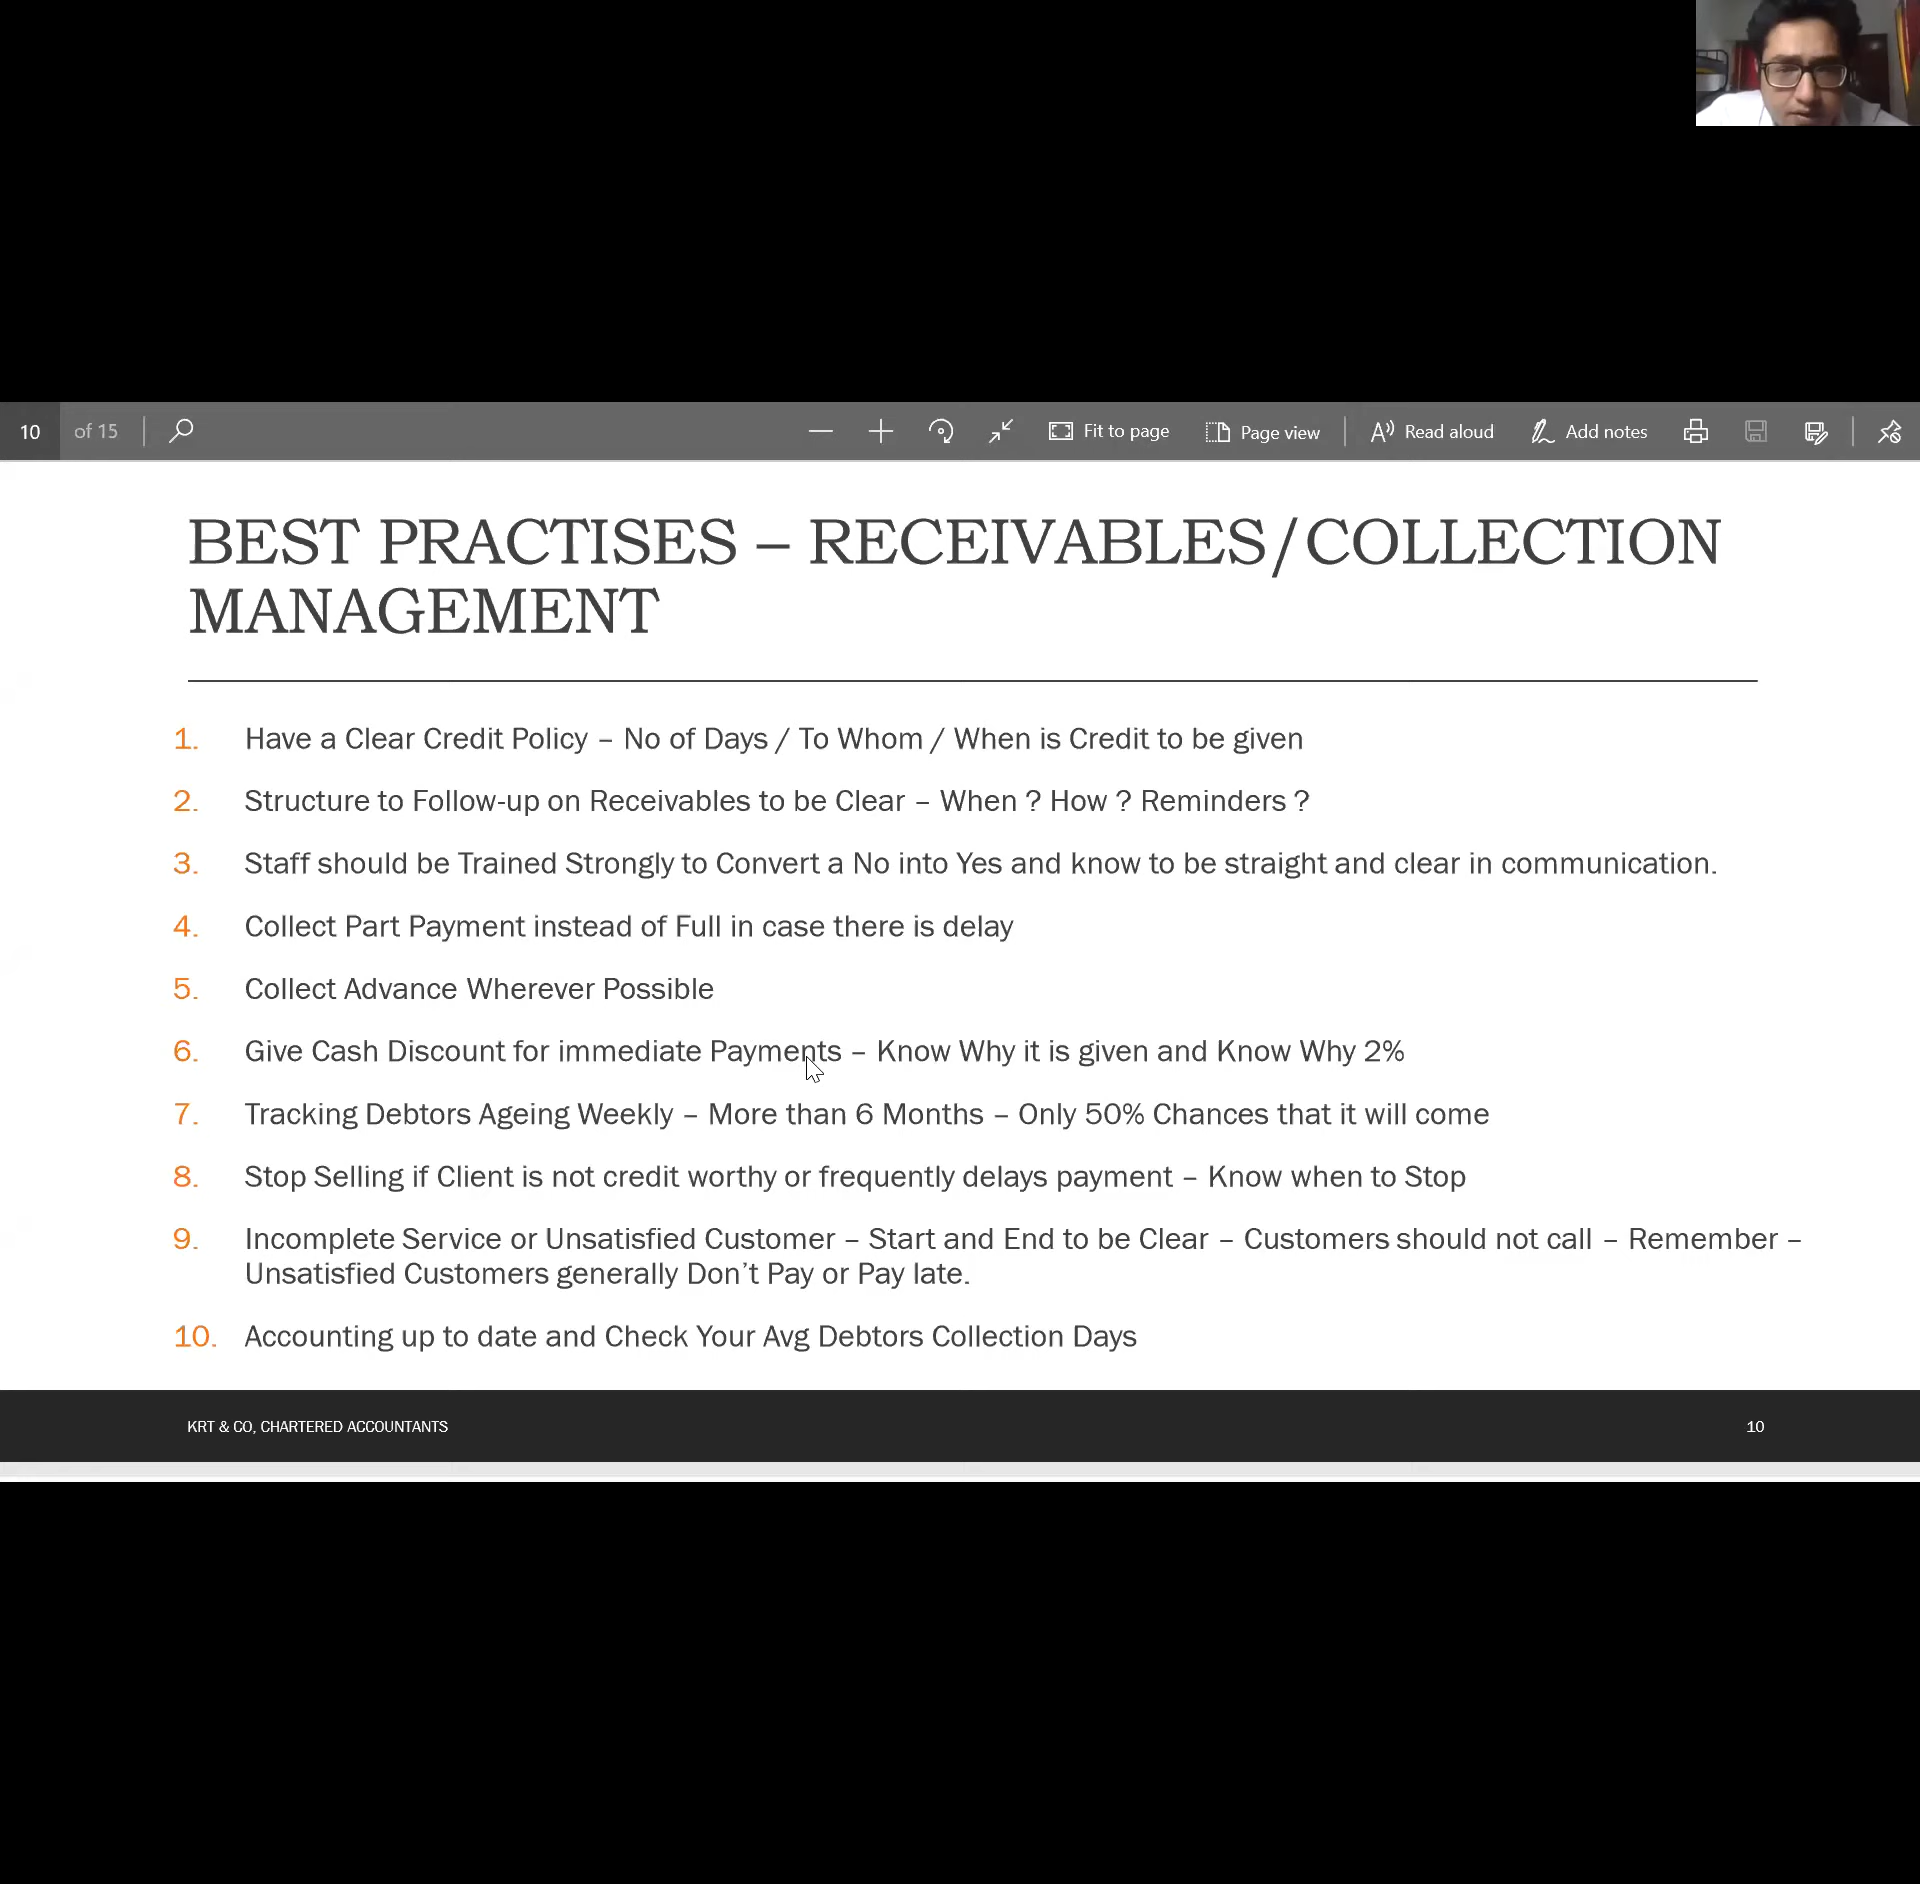 10 of 15 Fit to page Page view Read aloud Add notes
BEST PRACTISES – RECEIVABLES/COLLECTION
MANAGEMENT
1. Have a Clear Credit Policy – No of Days / To Whom / When is Credit to be given
2. Structure to Follow-up on Receivables to be Clear – When ? How ? Reminders ?
3. Staff should be Trained Strongly to Convert a No into Yes and know to be straight and clear in communication.
4. Collect Part Payment instead of Full in case there is delay
5. Collect Advance Wherever Possible
6. Give Cash Discount for immediate Payments – Know Why it is given and Know Why 2%
7. Tracking Debtors Ageing Weekly – More than 6 Months – Only 50% Chances that it will come
8. Stop Selling if Client is not credit worthy or frequently delays payment – Know when to Stop
9. Incomplete Service or Unsatisfied Customer – Start and End to be Clear – Customers should not call – Remember –
Unsatisfied Customers generally Don’t Pay or Pay late.
10. Accounting up to date and Check Your Avg Debtors Collection Days
KRT & CO, CHARTERED ACCOUNTANTS 10